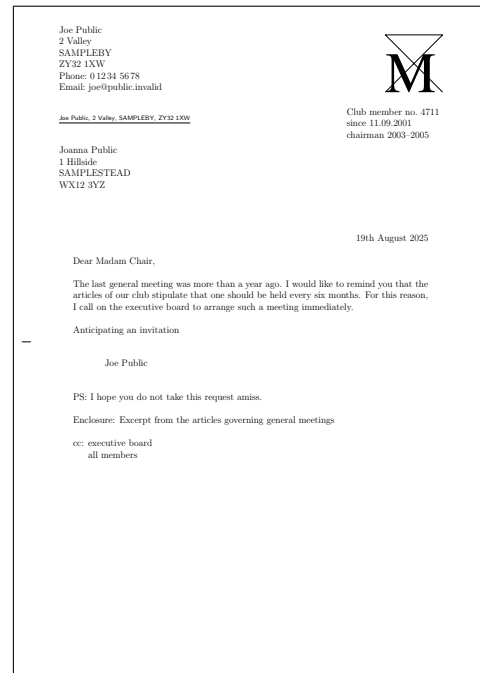 Joe Public
2 Valley
SAMPLEBY
ZY32 1XW
Phone: 0 12 34 56 78
Email: joe@public.invalid
M
Club member no. 4711
since 11.09.2001
chairman 2003–2005
Joe Public, 2 Valley, SAMPLEBY, ZY32 1XW
Joanna Public
1 Hillside
SAMPLESTEAD
WX12 3YZ
19th August 2025
Dear Madam Chair,
The last general meeting was more than a year ago. I would like to remind you that the
articles of our club stipulate that one should be held every six months. For this reason,
I call on the executive board to arrange such a meeting immediately.
Anticipating an invitation
Joe Public
PS: I hope you do not take this request amiss.
Enclosure: Excerpt from the articles governing general meetings
cc: executive board
all members